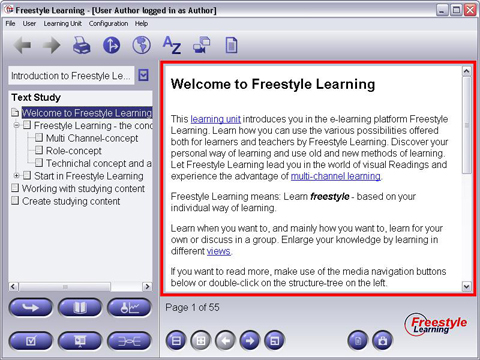 Freestyle Learning - [User Author logged in as Author]
File User Learning Unit Configuration Help
A Z
Introduction to Freestyle Le...
Text Study
Welcome to Freestyle Learning
Freestyle Learning - the conc
Multi Channel-concept
Role-concept
Technichal concept and a
Start in Freestyle Learning
Working with studying content
Create studying content
Welcome to Freestyle Learning
This learning unit introduces you in the e-learning platform Freestyle
Learning. Learn how you can use the various possibilities offered
both for learners and teachers by Freestyle Learning. Discover your
personal way of learning and use old and new methods of learning.
Let Freestyle Learning lead you in the world of visual Readings and
experience the advantage of multi-channel learning.
Freestyle Learning means: Learn freestyle - based on your
individual way of learning.
Learn when you want to, and mainly how you want to, learn for your
own or discuss in a group. Enlarge your knowledge by learning in
different views.
If you want to read more, make use of the media navigation buttons
below or double-click on the structure-tree on the left.
Page 1 of 55
Freestyle
Learning